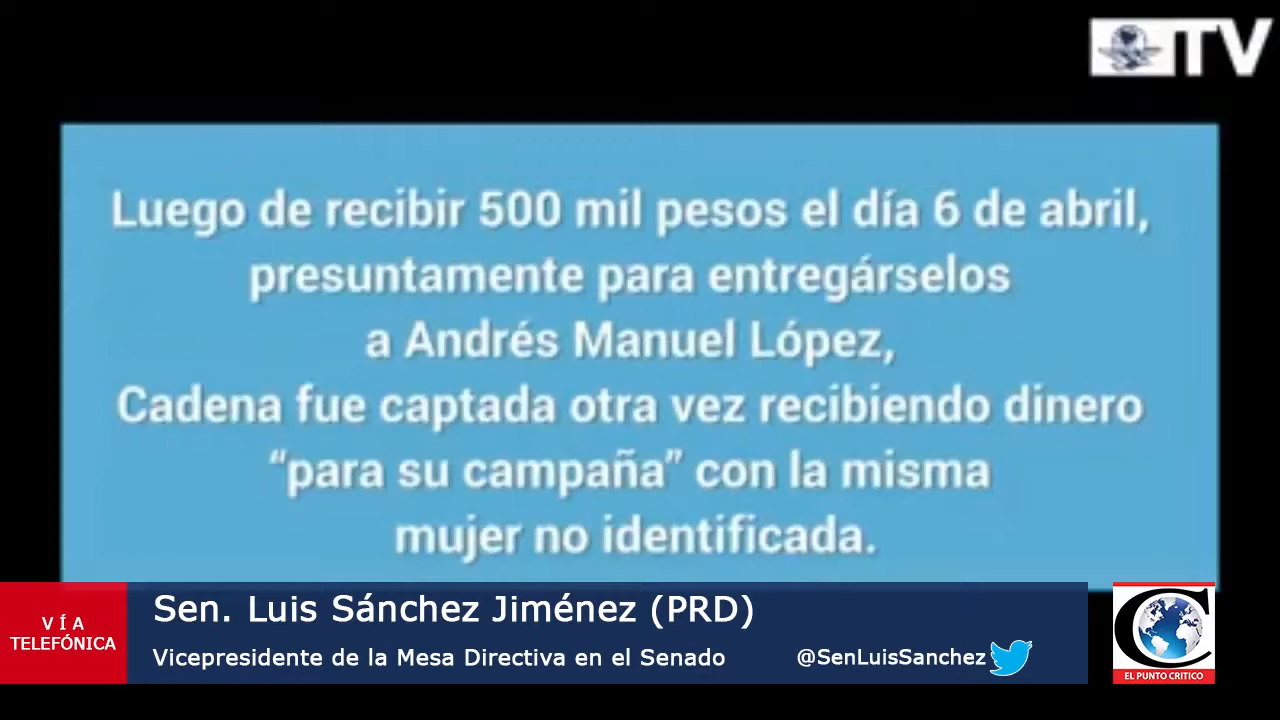 TV
Luego de recibir 500 mil pesos el día 6 de abril,
presuntamente para entregárselos
a Andrés Manuel López,
Cadena fue captada otra vez recibiendo dinero
“para su campaña” con la misma
mujer no identificada.
VÍA
TELEFÓNICA
Sen. Luis Sánchez Jiménez (PRD)
Vicepresidente de la Mesa Directiva en el Senado
@SenLuisSanchez
C
EL PUNTO CRITICO